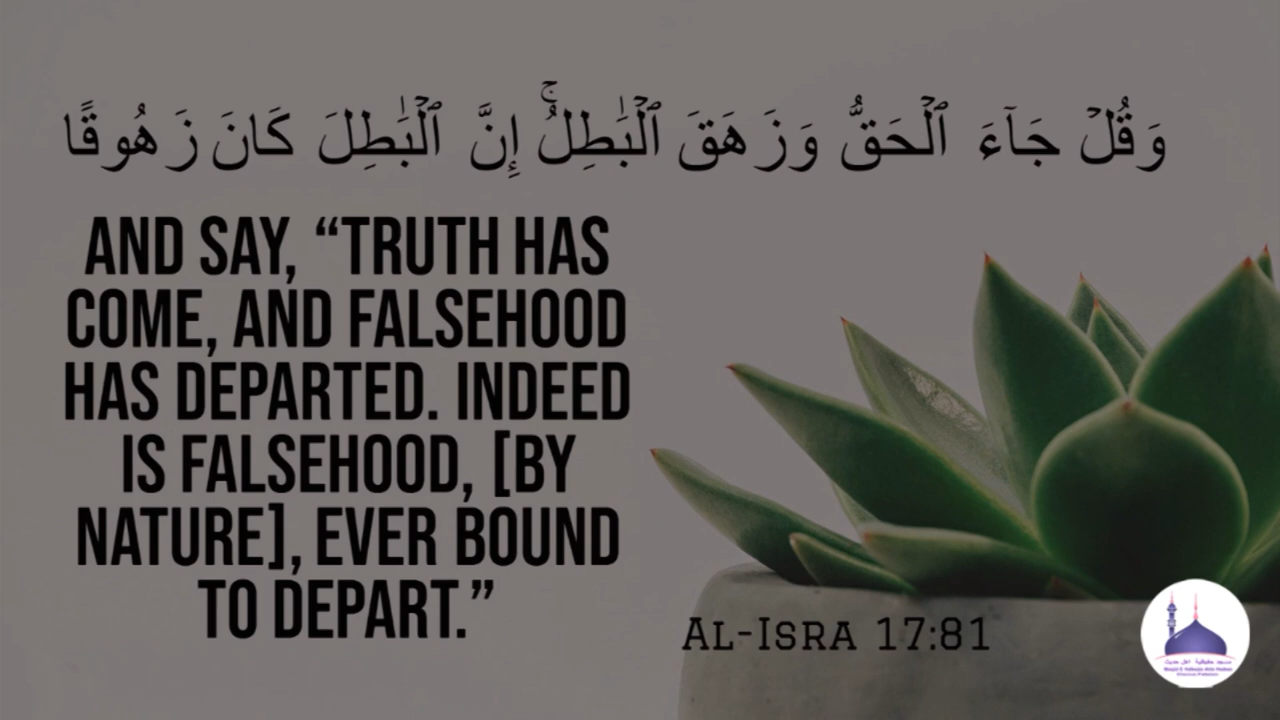 وَقُلۡ جَآءَ ٱلۡحَقُّ وَزَهَقَ ٱلۡبَٰطِلُۚ إِنَّ ٱلۡبَٰطِلَ كَانَ زَهُوقٗا
AND SAY, “TRUTH HAS
COME, AND FALSEHOOD
HAS DEPARTED. INDEED
IS FALSEHOOD, [BY
NATURE], EVER BOUND
TO DEPART.”
AL-ISRA 17:81